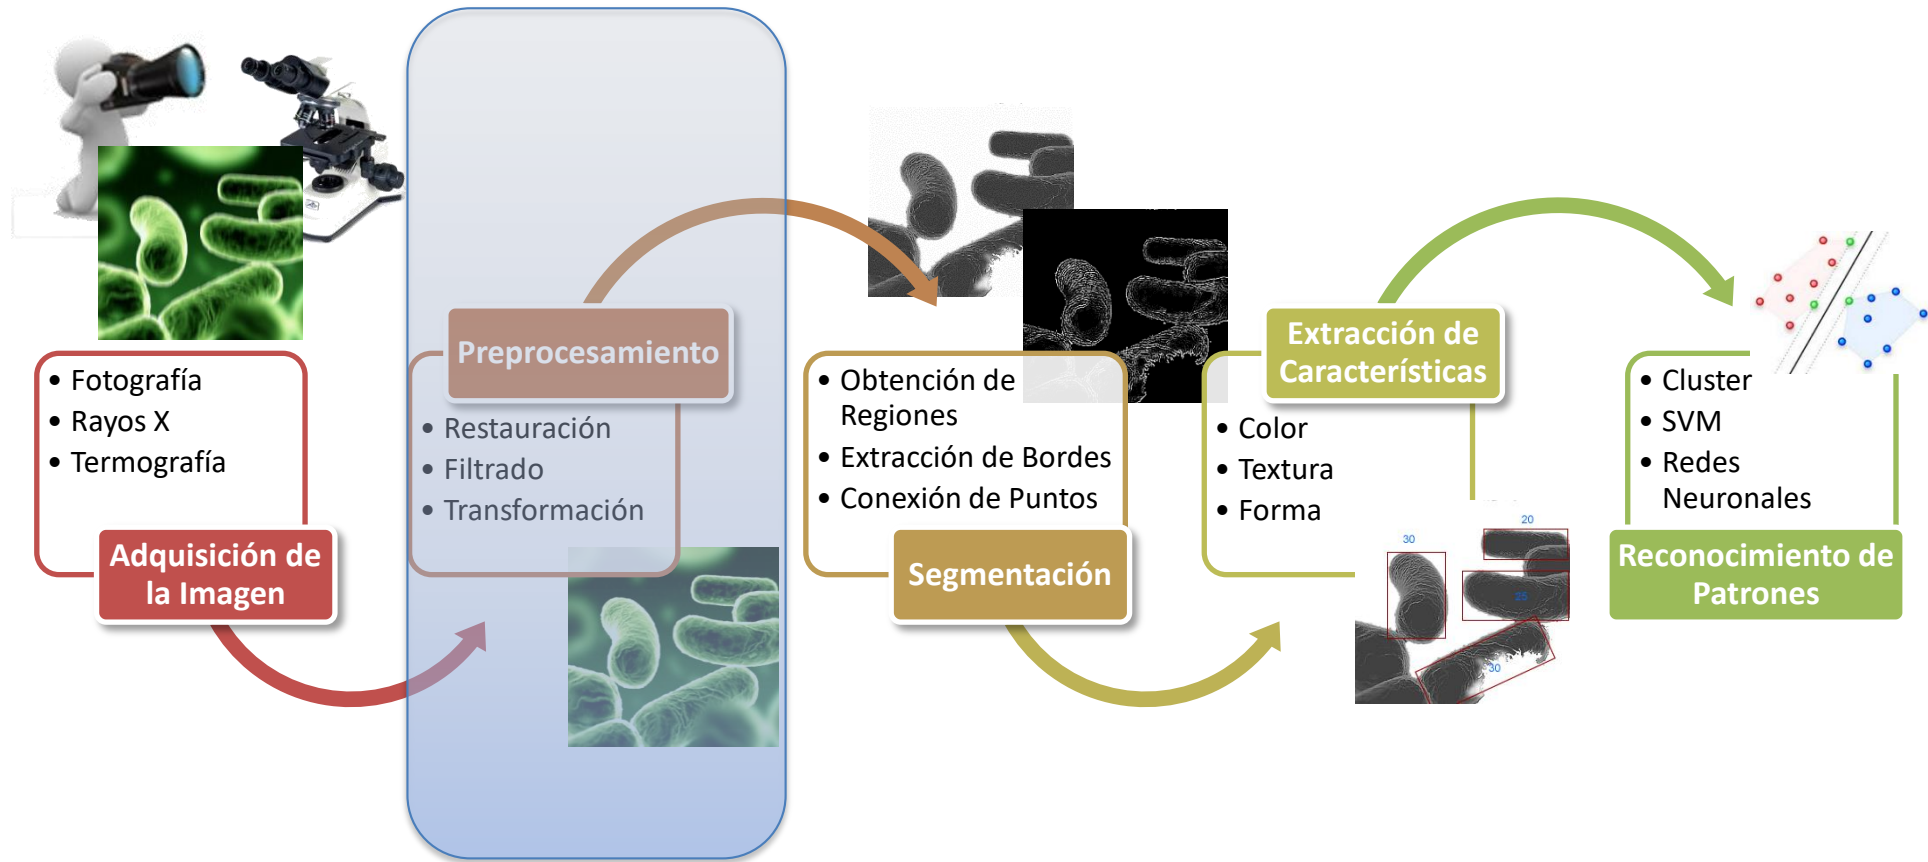 • Fotografía
• Rayos X
• Termografía
Adquisición de
la Imagen
Preprocesamiento
• Restauración
• Filtrado
• Transformación
• Obtención de
Regiones
• Extracción de Bordes
• Conexión de Puntos
Segmentación
Extracción de
Características
• Color
• Textura
• Forma
20
30
25
30
• Cluster
• SVM
• Redes
Neuronales
Reconocimiento de
Patrones